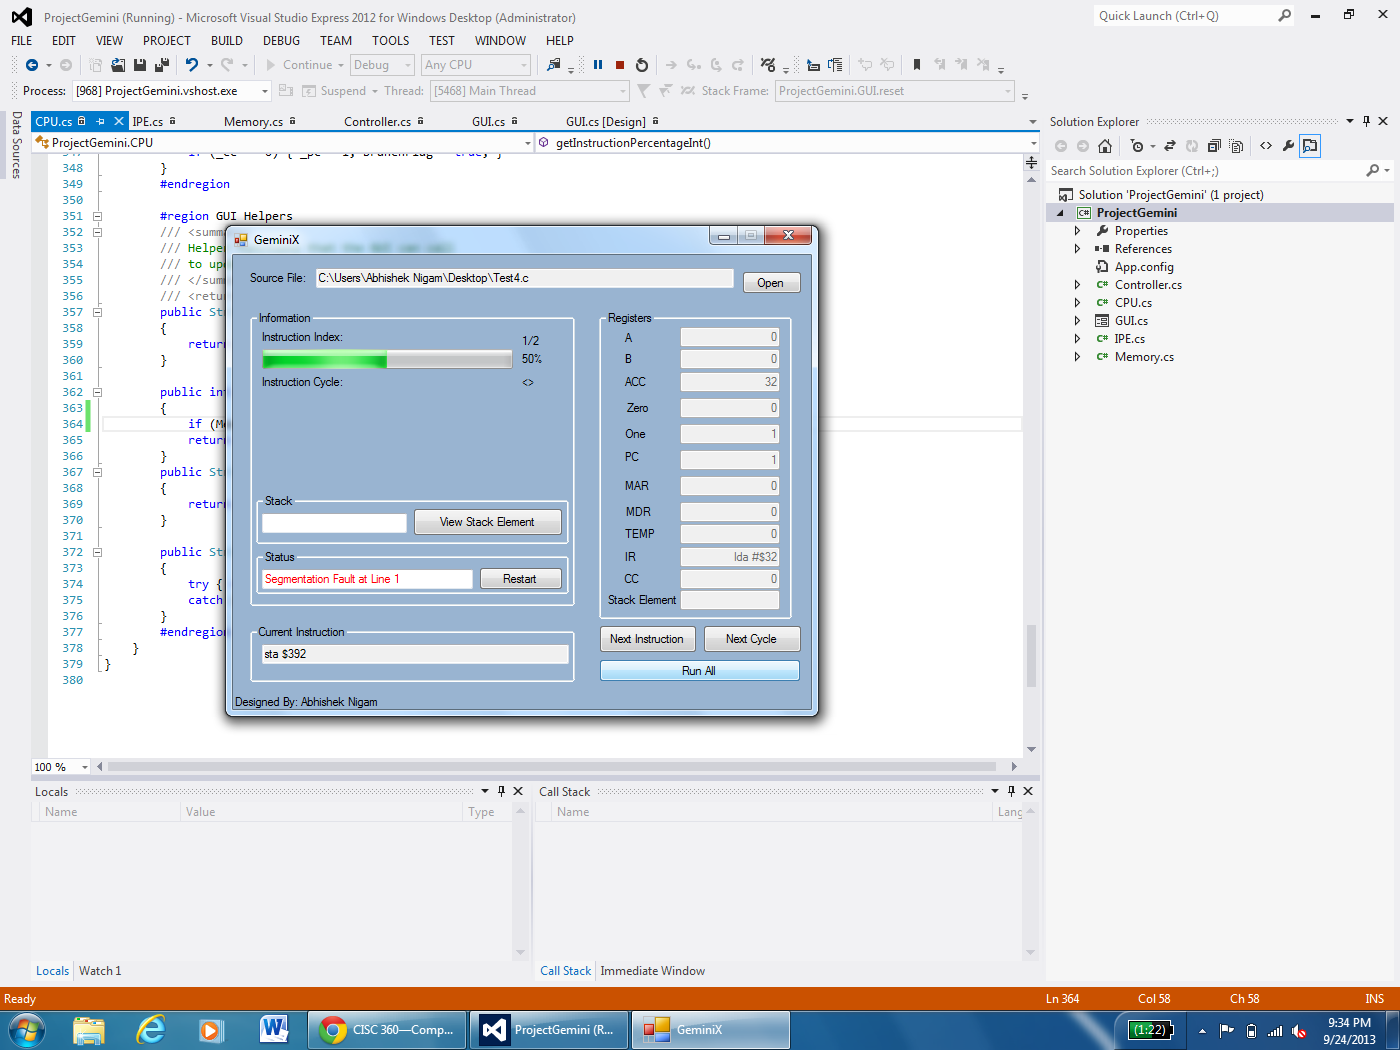 ProjectGemini (Running) - Microsoft Visual Studio Express 2012 for Windows Desktop (Administrator)
Quick Launch (Ctrl+Q)
FILE EDIT VIEW PROJECT BUILD DEBUG TEAM TOOLS TEST WINDOW HELP
Continue Debug Any CPU
Process: [968] ProjectGemini.vshost.exe Suspend Thread: [5468] Main Thread Stack Frame: ProjectGemini.GUI.reset
Data Sources
CPU.cs IPE.cs Memory.cs Controller.cs GUI.cs GUI.cs [Design]
ProjectGemini.CPU getInstructionPercentageInt()
348 }
349 #endregion
350
351 #region GUI Helpers
352 /// <summ
353 /// Helper
354 /// to upd
355 /// </summ
356 /// <retur
357 public St
358 {
359 return
360 }
361
362 public int
363 {
364 if (Me
365 return
366 }
367 public St
368 {
369 return
370 }
371
372 public St
373 {
374 try {
375 catch
376 }
377 #endregion
378 }
379 }
380
100 %
GeminiX
Source File: C:\Users\Abhishek Nigam\Desktop\Test4.c Open
Information
Instruction Index: 1/2
50%
Instruction Cycle: <>
Stack
View Stack Element
Status
Segmentation Fault at Line 1 Restart
Current Instruction
sta $392
Designed By: Abhishek Nigam
Registers
A 0
B 0
ACC 32
Zero 0
One 1
PC 1
MAR 0
MDR 0
TEMP 0
IR lda #$32
CC 0
Stack Element
Next Instruction Next Cycle
Run All
Solution Explorer
Search Solution Explorer (Ctrl+;)
Solution 'ProjectGemini' (1 project)
ProjectGemini
Properties
References
App.config
Controller.cs
CPU.cs
GUI.cs
IPE.cs
Memory.cs
Locals
Name Value Type
Call Stack
Name Lang
Locals Watch 1
Call Stack Immediate Window
Ready Ln 364 Col 58 Ch 58 INS
CISC 360—Comp... ProjectGemini (R... GeminiX
(1:22)
9:34 PM
9/24/2013